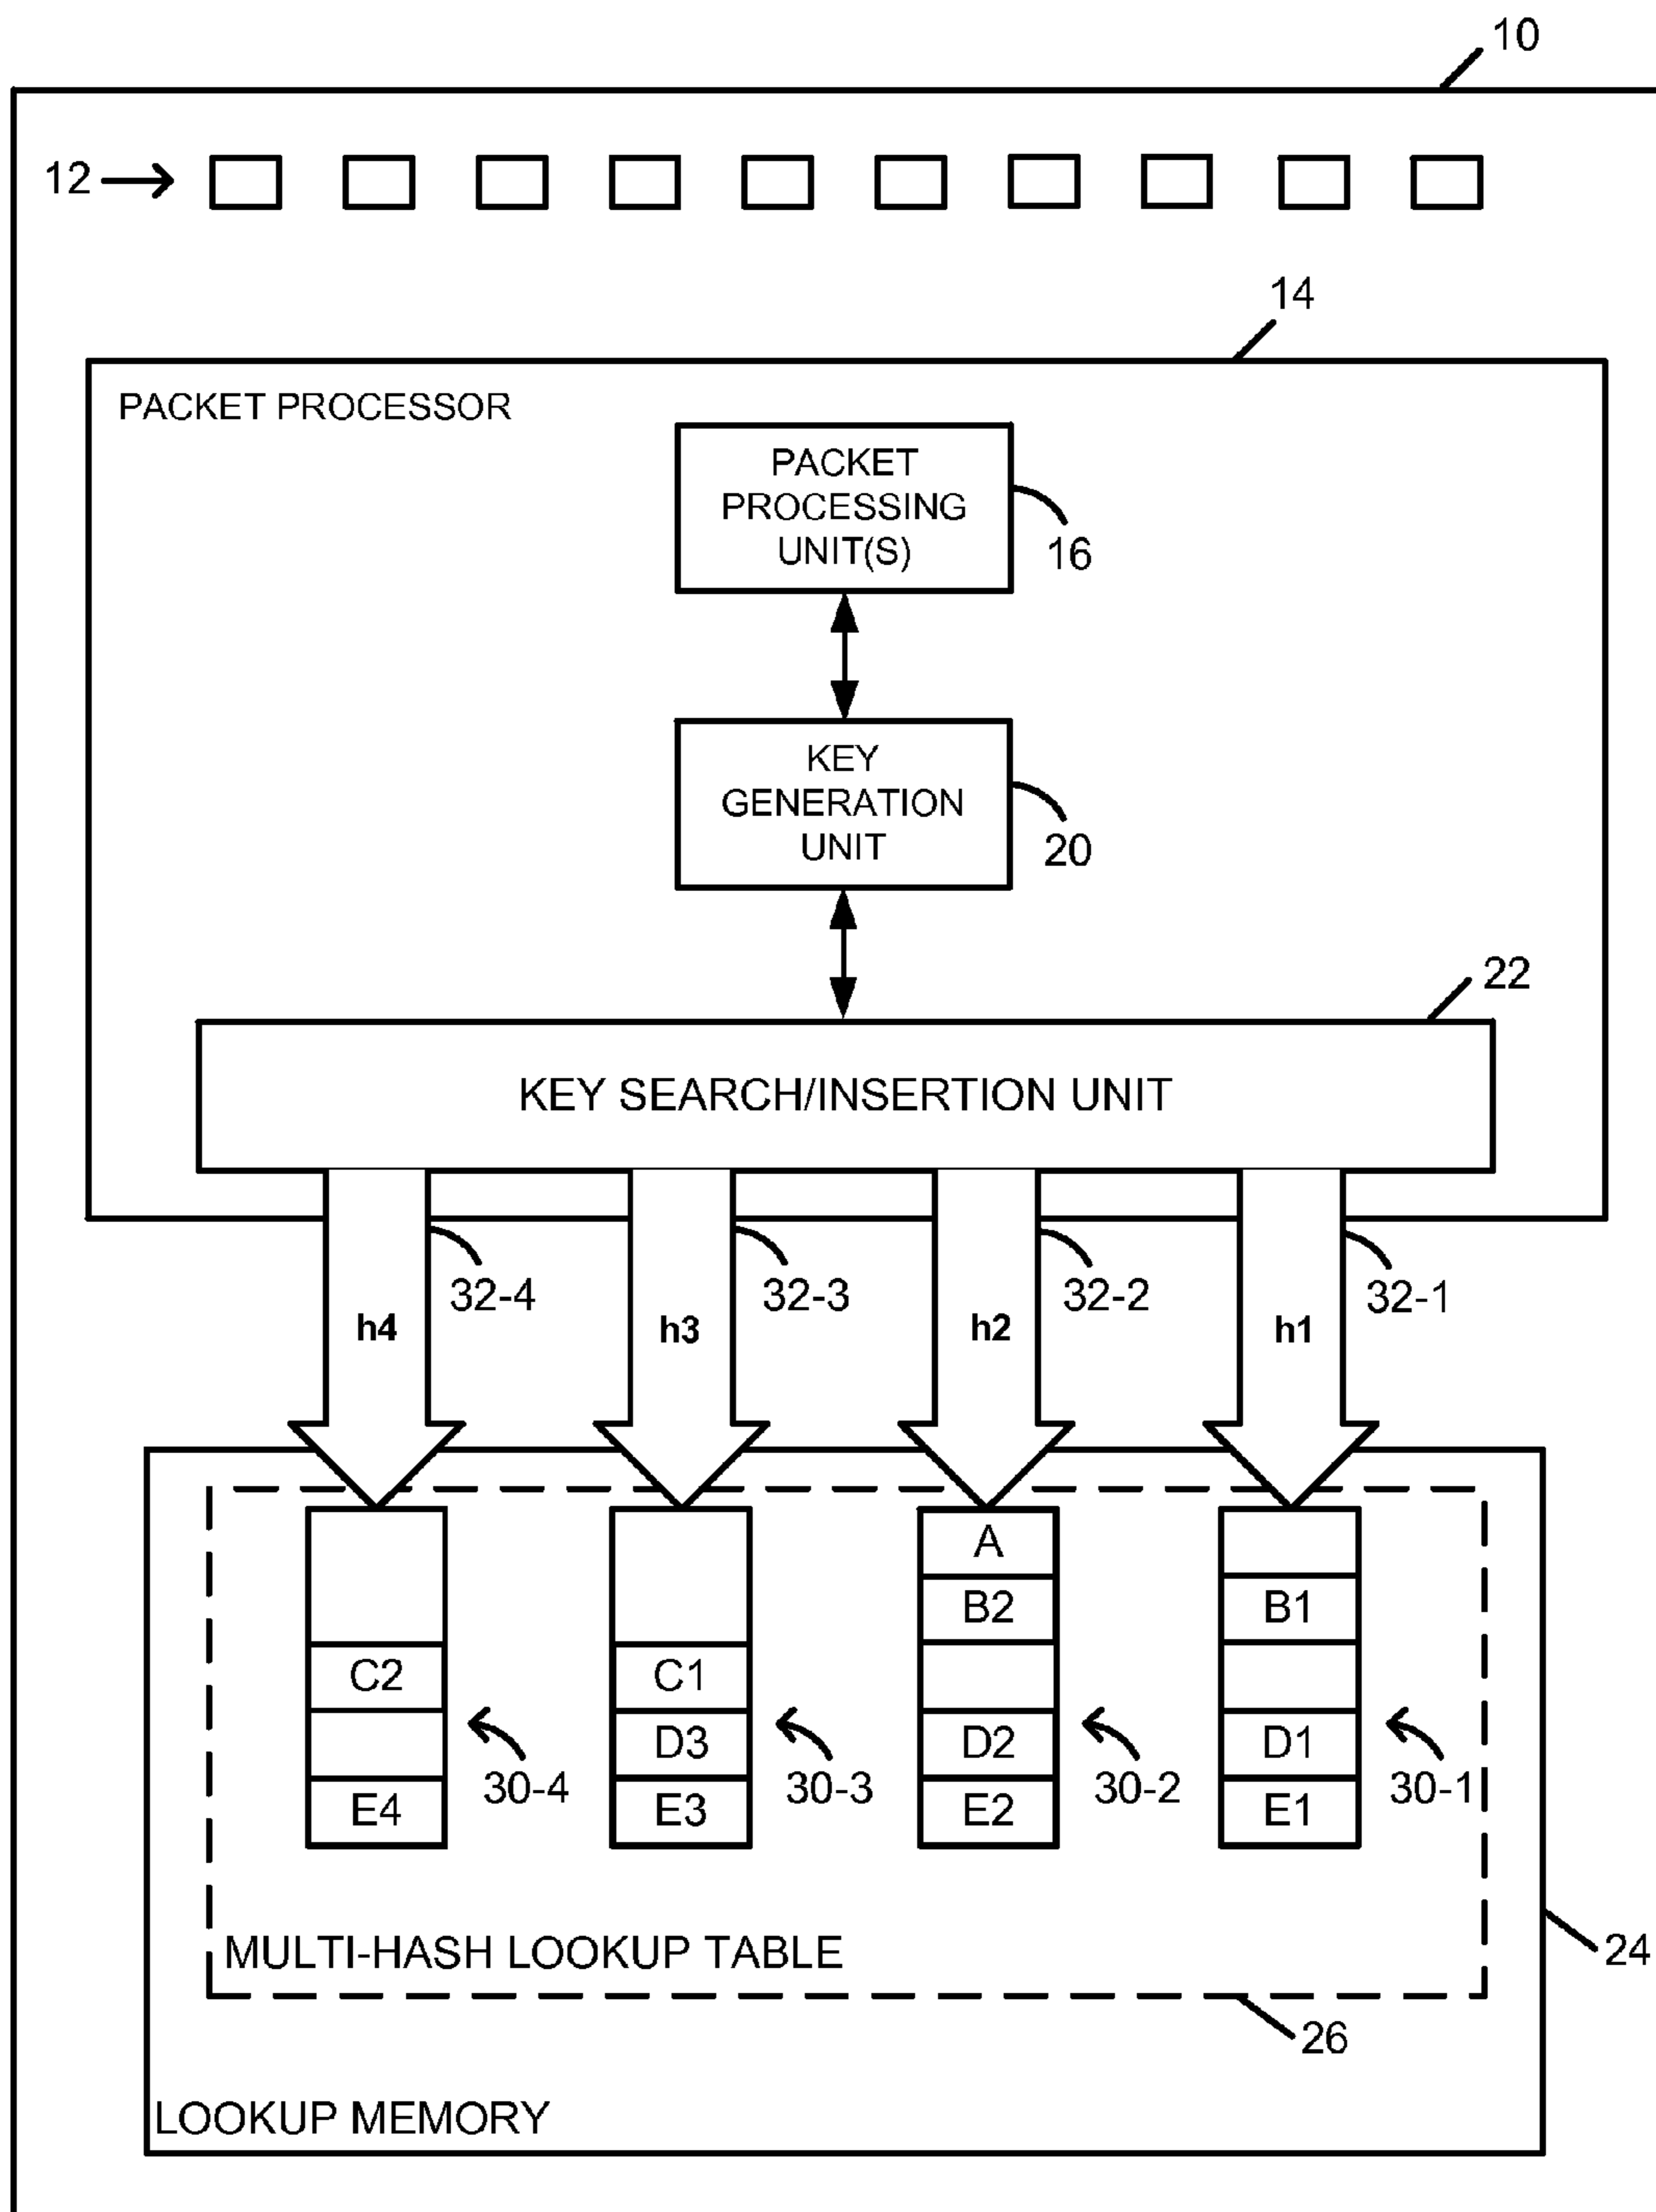 10
12
14
PACKET PROCESSOR
PACKET
PROCESSING
UNIT(S)
16
KEY
GENERATION
UNIT
20
22
KEY SEARCH/INSERTION UNIT
32-4
32-3
32-2
32-1
h4
h3
h2
h1
A
B2
B1
C2
C1
D3
D2
D1
30-4
30-3
30-2
30-1
E4
E3
E2
E1
MULTI-HASH LOOKUP TABLE
24
26
LOOKUP MEMORY